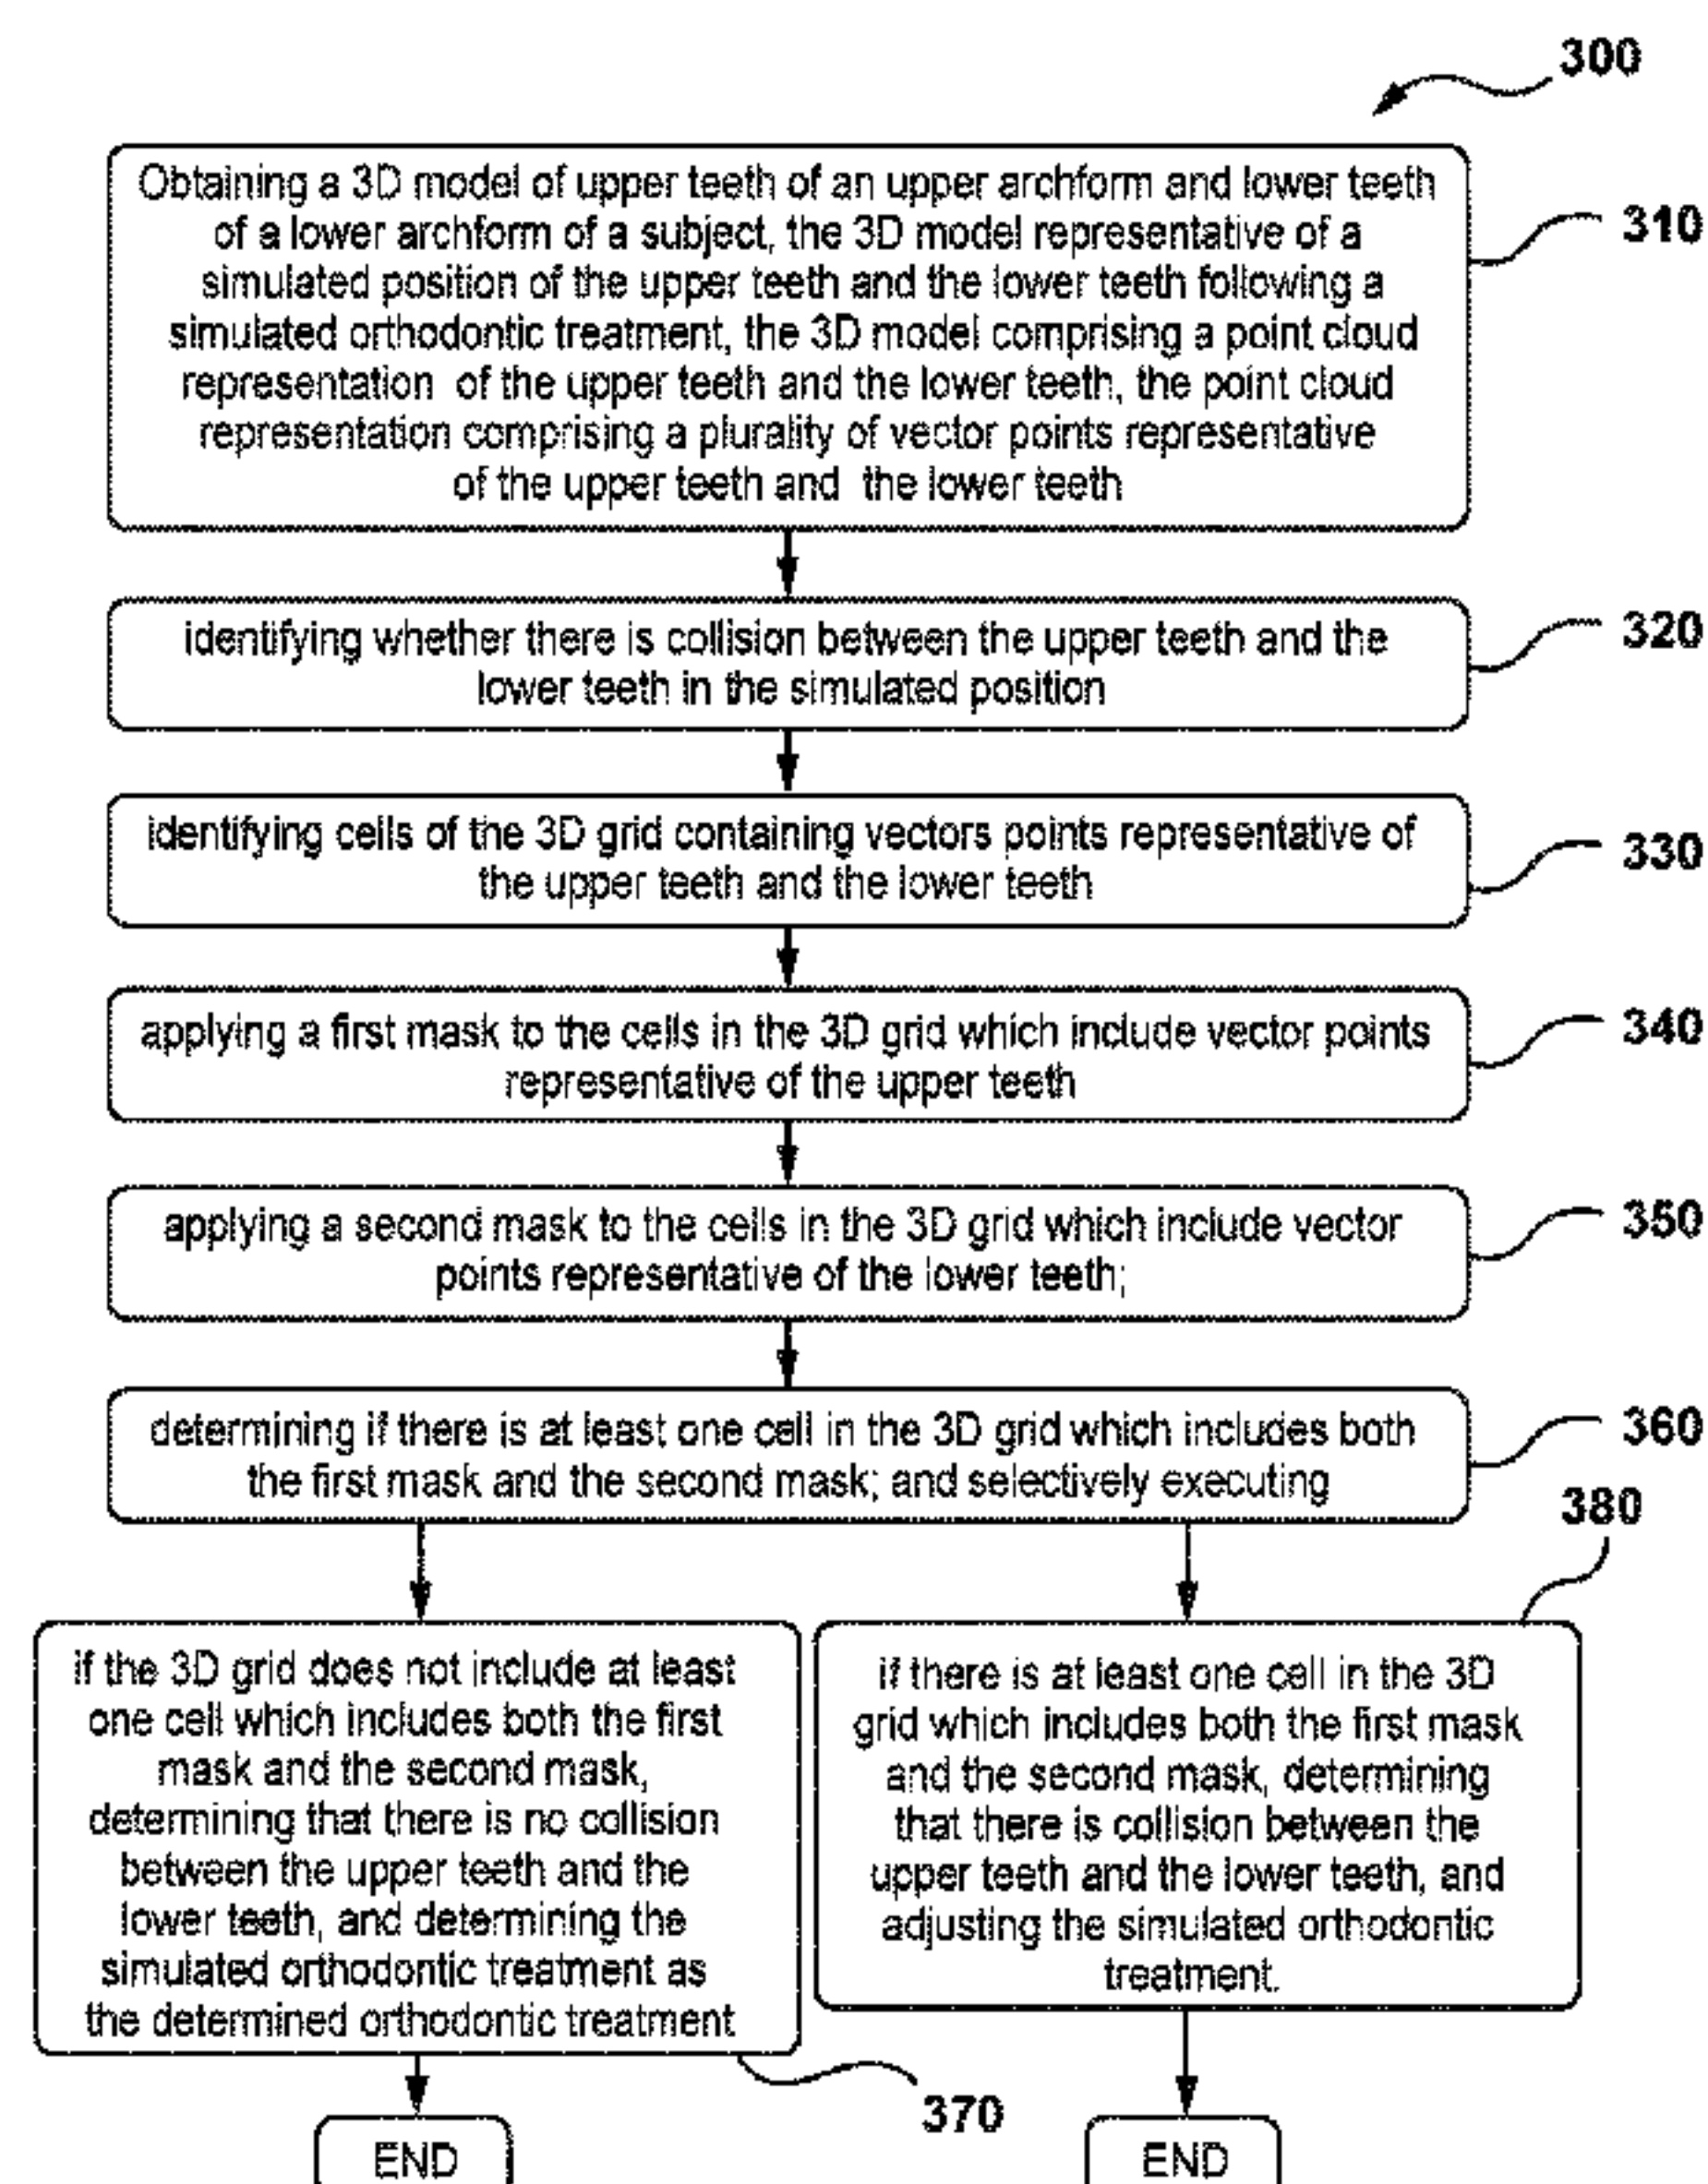 300
Obtaining a 3D model of upper teeth of an upper archform and lower teeth
of a lower archform of a subject, the 3D model representative of a
simulated position of the upper teeth and the lower teeth following a
simulated orthodontic treatment, the 3D model comprising a point cloud
representation of the upper teeth and the lower teeth, the point cloud
representation comprising a plurality of vector points representative
of the upper teeth and the lower teeth
310
identifying whether there is collision between the upper teeth and the
lower teeth in the simulated position
320
identifying cells of the 3D grid containing vectors points representative of
the upper teeth and the lower teeth
330
applying a first mask to the cells in the 3D grid which include vector points
representative of the upper teeth
340
applying a second mask to the cells in the 3D grid which include vector
points representative of the lower teeth;
350
determining if there is at least one cell in the 3D grid which includes both
the first mask and the second mask; and selectively executing
360
380
if the 3D grid does not include at least
one cell which includes both the first
mask and the second mask,
determining that there is no collision
between the upper teeth and the
lower teeth, and determining the
simulated orthodontic treatment as
the determined orthodontic treatment
370
if there is at least one cell in the 3D
grid which includes both the first mask
and the second mask, determining
that there is collision between the
upper teeth and the lower teeth, and
adjusting the simulated orthodontic
treatment.
END
END